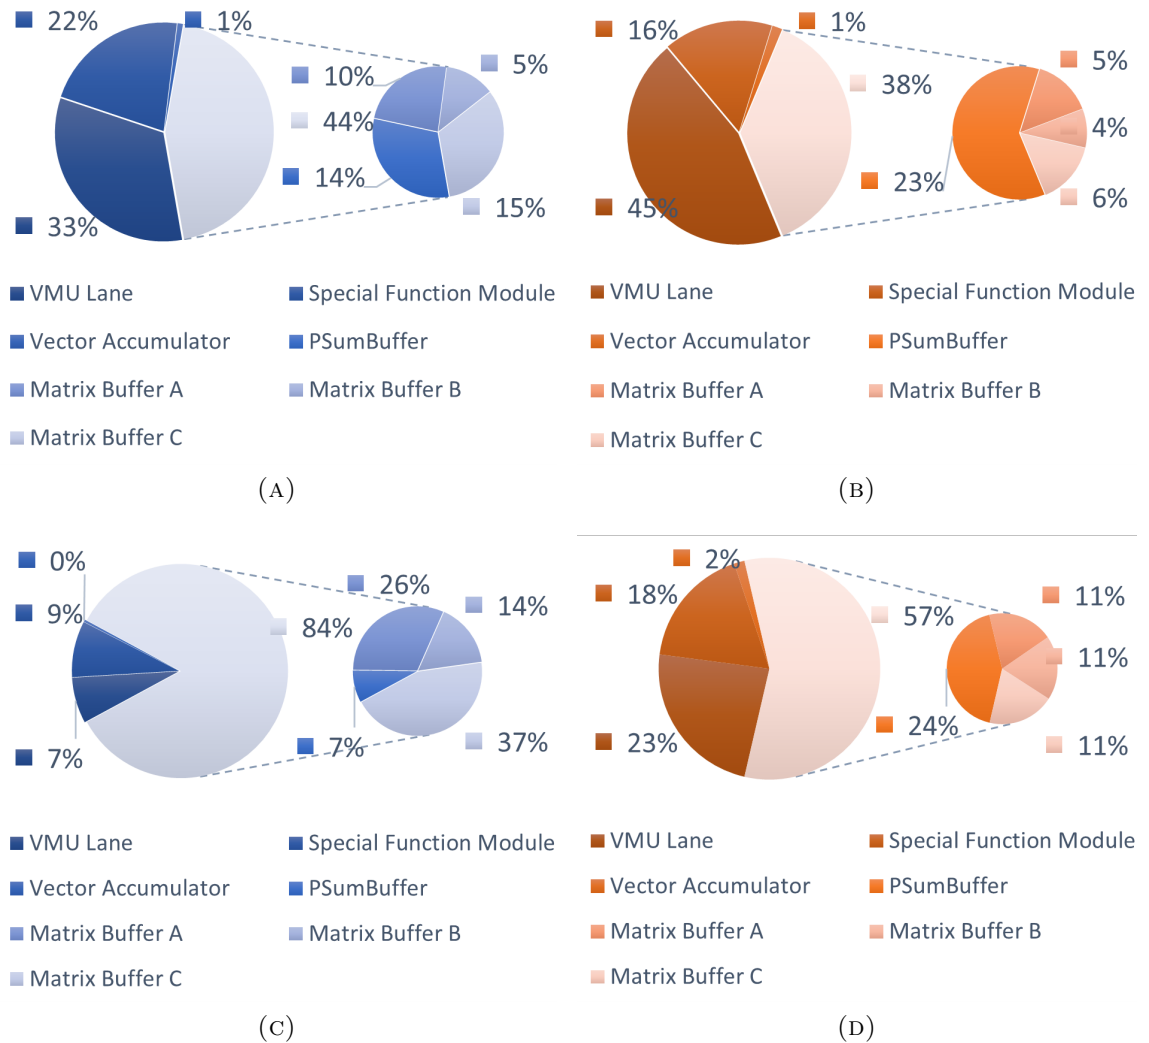 22% 1%
10% 5%
44%
14%
15%
33%
VMU Lane Special Function Module
Vector Accumulator PSumBuffer
Matrix Buffer A Matrix Buffer B
Matrix Buffer C
(A)
16% 1%
5%
38%
4%
23%
6%
45%
VMU Lane Special Function Module
Vector Accumulator PSumBuffer
Matrix Buffer A Matrix Buffer B
Matrix Buffer C
(B)
0%
26%
9% 14%
84%
7% 37%
7%
VMU Lane Special Function Module
Vector Accumulator PSumBuffer
Matrix Buffer A Matrix Buffer B
Matrix Buffer C
(C)
2%
18% 11%
57%
11%
24%
23% 11%
VMU Lane Special Function Module
Vector Accumulator PSumBuffer
Matrix Buffer A Matrix Buffer B
Matrix Buffer C
(D)